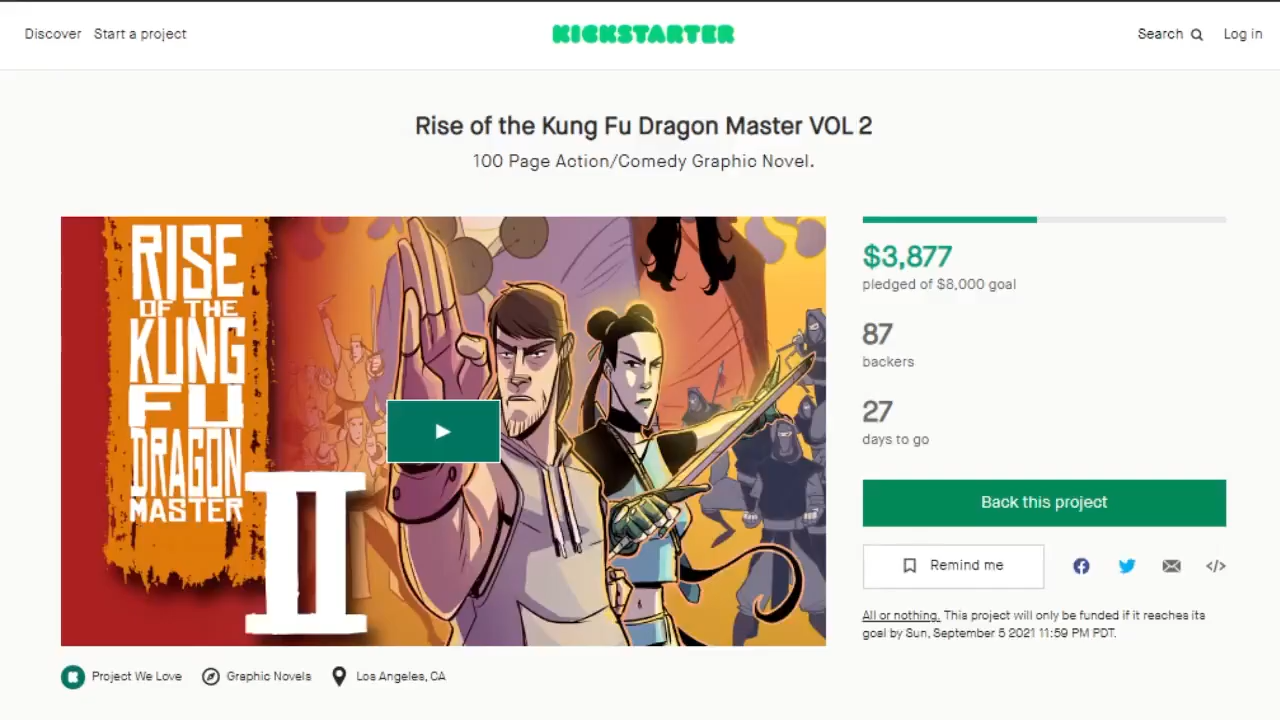 Discover Start a project
KICKSTARTER
Search Log in
Rise of the Kung Fu Dragon Master VOL 2
100 Page Action/Comedy Graphic Novel.
RISE
OF THE
KUNG
FU
DRAGON
MASTER
II
$3,877
pledged of $8,000 goal
87
backers
27
days to go
Back this project
Remind me
</>
All or nothing. This project will only be funded if it reaches its
goal by Sun, September 5 2021 11:59 PM PDT.
Project We Love Graphic Novels Los Angeles, CA